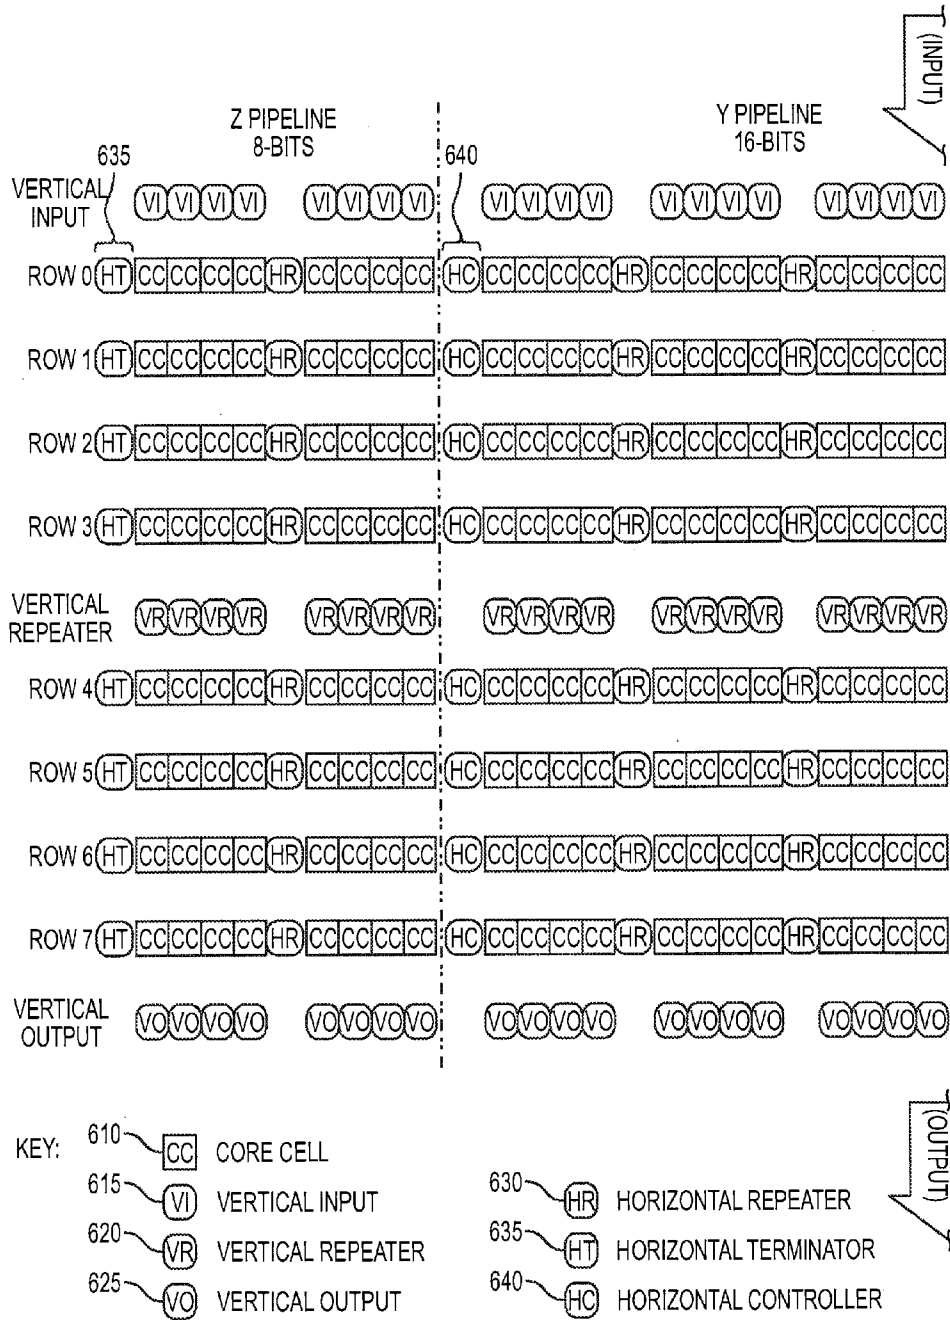 (INPUT)
Z PIPELINE
8-BITS
Y PIPELINE
16-BITS
635
640
VERTICAL
INPUT
VI VI VI VI VI VI VI VI VI VI VI VI VI VI VI VI VI VI VI VI
ROW 0 HT CC CC CC CC HR CC CC CC CC HC CC CC CC CC HR CC CC CC CC HR CC CC CC CC
ROW 1 HT CC CC CC CC HR CC CC CC CC HC CC CC CC CC HR CC CC CC CC HR CC CC CC CC
ROW 2 HT CC CC CC CC HR CC CC CC CC HC CC CC CC CC HR CC CC CC CC HR CC CC CC CC
ROW 3 HT CC CC CC CC HR CC CC CC CC HC CC CC CC CC HR CC CC CC CC HR CC CC CC CC
VERTICAL
REPEATER
VR VR VR VR VR VR VR VR VR VR VR VR VR VR VR VR VR VR VR VR
ROW 4 HT CC CC CC CC HR CC CC CC CC HC CC CC CC CC HR CC CC CC CC HR CC CC CC CC
ROW 5 HT CC CC CC CC HR CC CC CC CC HC CC CC CC CC HR CC CC CC CC HR CC CC CC CC
ROW 6 HT CC CC CC CC HR CC CC CC CC HC CC CC CC CC HR CC CC CC CC HR CC CC CC CC
ROW 7 HT CC CC CC CC HR CC CC CC CC HC CC CC CC CC HR CC CC CC CC HR CC CC CC CC
VERTICAL
OUTPUT
VO VO VO VO VO VO VO VO VO VO VO VO VO VO VO VO VO VO VO VO
(OUTPUT)
KEY:
610 CC CORE CELL
615 VI VERTICAL INPUT
620 VR VERTICAL REPEATER
625 VO VERTICAL OUTPUT
630 HR HORIZONTAL REPEATER
635 HT HORIZONTAL TERMINATOR
640 HC HORIZONTAL CONTROLLER